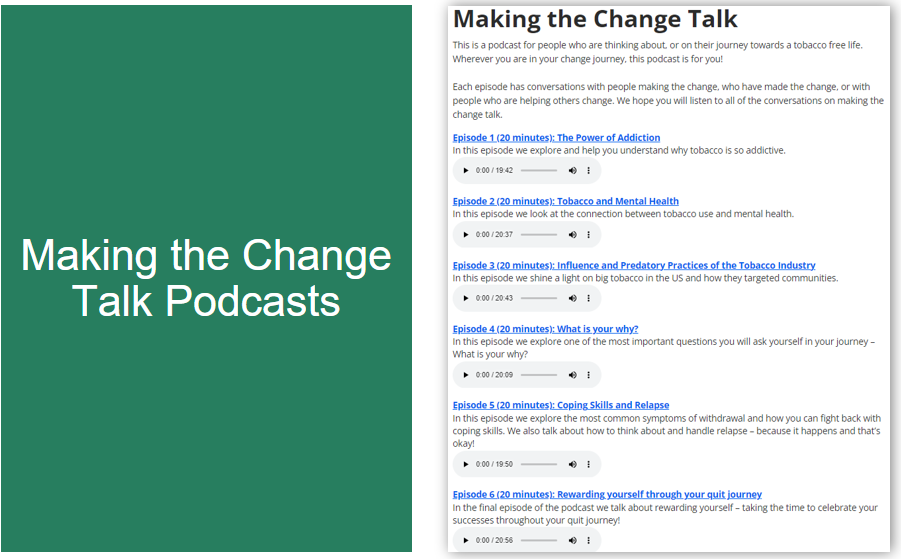 Making the Change
Talk Podcasts
Making the Change Talk
This is a podcast for people who are thinking about, or on their journey towards a tobacco free life.
Wherever you are in your change journey, this podcast is for you!
Each episode has conversations with people making the change, who have made the change, or with
people who are helping others change. We hope you will listen to all of the conversations on making the
change talk.
Episode 1 (20 minutes): The Power of Addiction
In this episode we explore and help you understand why tobacco is so addictive.
0:00 / 19:42
Episode 2 (20 minutes): Tobacco and Mental Health
In this episode we look at the connection between tobacco use and mental health.
0:00 / 20:37
Episode 3 (20 minutes): Influence and Predatory Practices of the Tobacco Industry
In this episode we shine a light on big tobacco in the US and how they targeted communities.
0:00 / 20:43
Episode 4 (20 minutes): What is your why?
In this episode we explore one of the most important questions you will ask yourself in your journey –
What is your why?
0:00 / 20:09
Episode 5 (20 minutes): Coping Skills and Relapse
In this episode we explore the most common symptoms of withdrawal and how you can fight back with
coping skills. We also talk about how to think about and handle relapse – because it happens and that's
okay!
0:00 / 19:50
Episode 6 (20 minutes): Rewarding yourself through your quit journey
In the final episode of the podcast we talk about rewarding yourself – taking the time to celebrate your
successes throughout your quit journey!
0:00 / 20:56